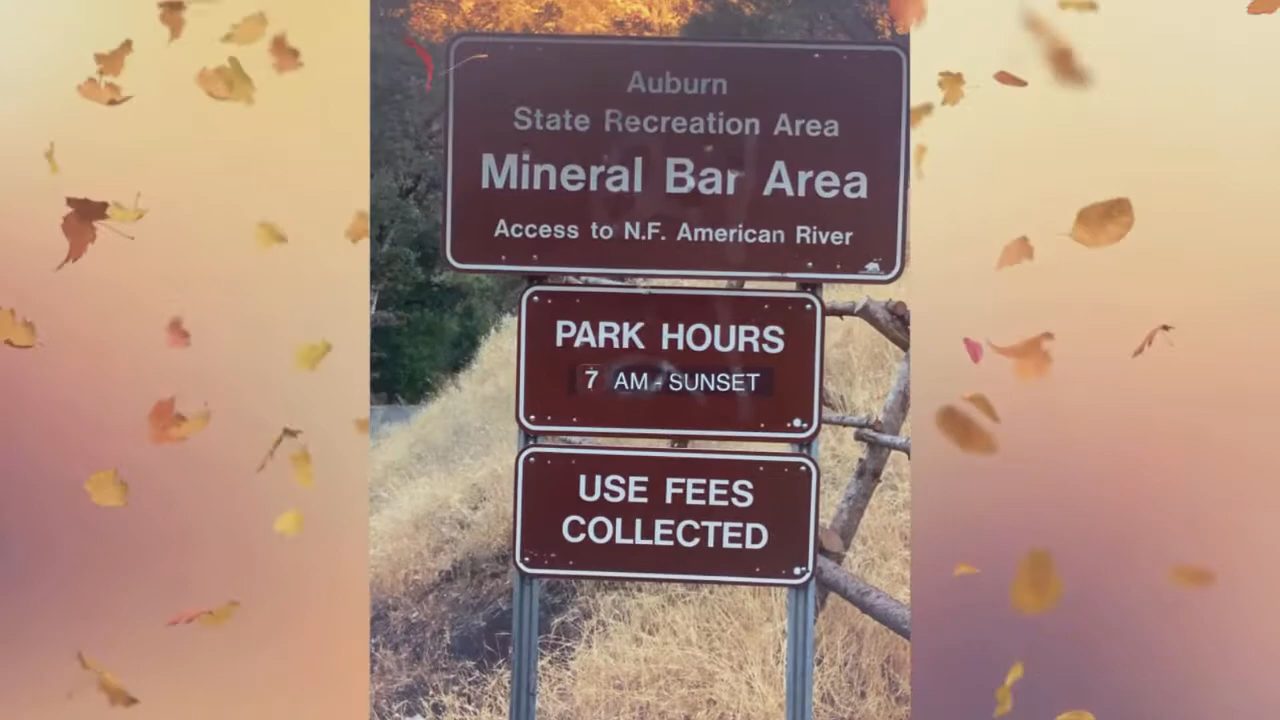 Auburn
State Recreation Area
Mineral Bar Area
Access to N.F. American River
PARK HOURS
7 AM - SUNSET
USE FEES
COLLECTED